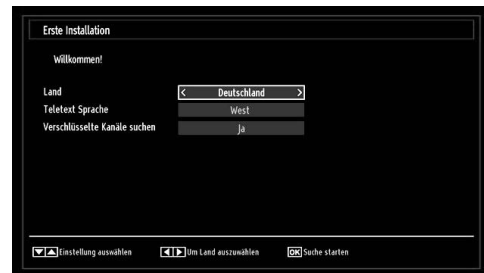 Erste Installation
Willkommen!
Land < Deutschland >
Teletext Sprache West
Verschlüsselte Kanäle suchen Ja
Einstellung auswählen Um Land auszuwählen OK Suche starten